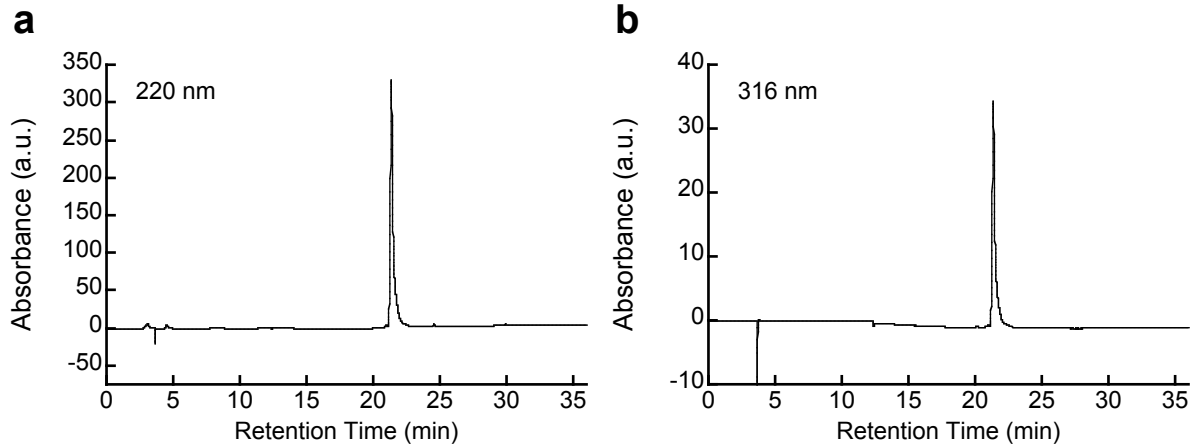 a
220 nm
350
300
250
200
150
100
50
0
-50
0 5 10 15 20 25 30 35
Absorbance (a.u.)
Retention Time (min)
b
316 nm
40
30
20
10
0
-10
0 5 10 15 20 25 30 35
Absorbance (a.u.)
Retention Time (min)